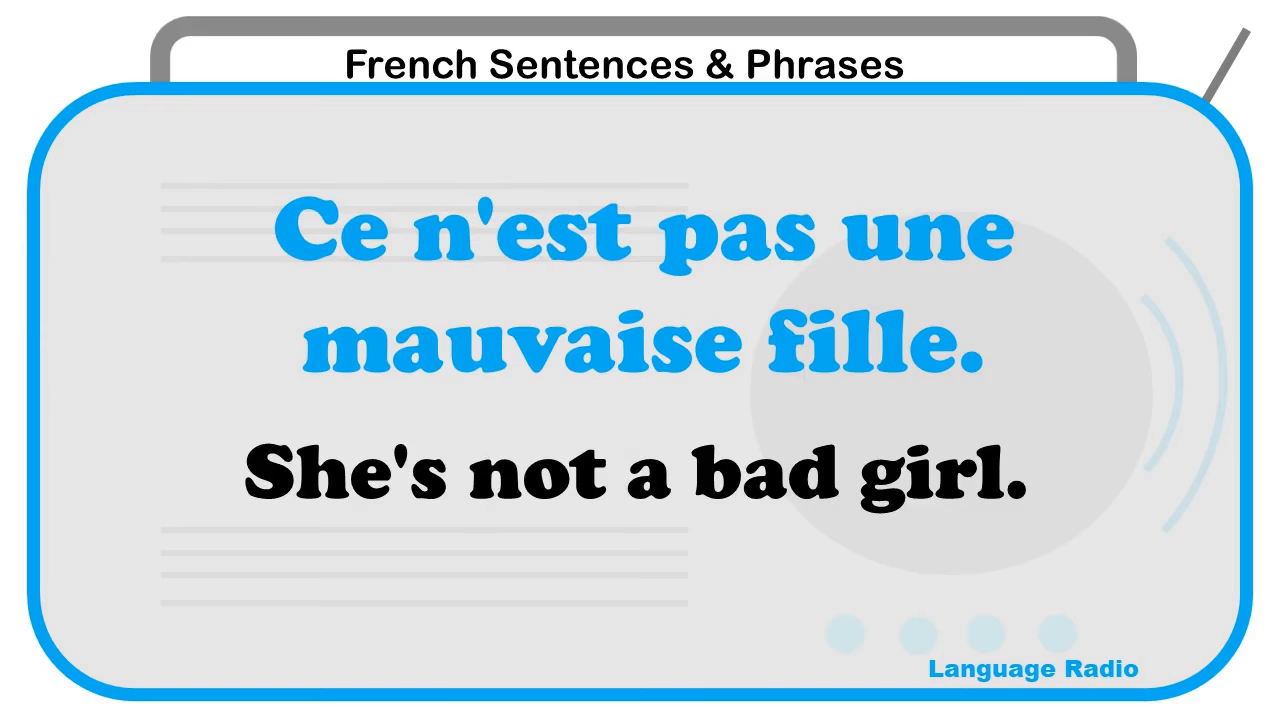 French Sentences & Phrases
Ce n'est pas une
mauvaise fille.
She's not a bad girl.
Language Radio